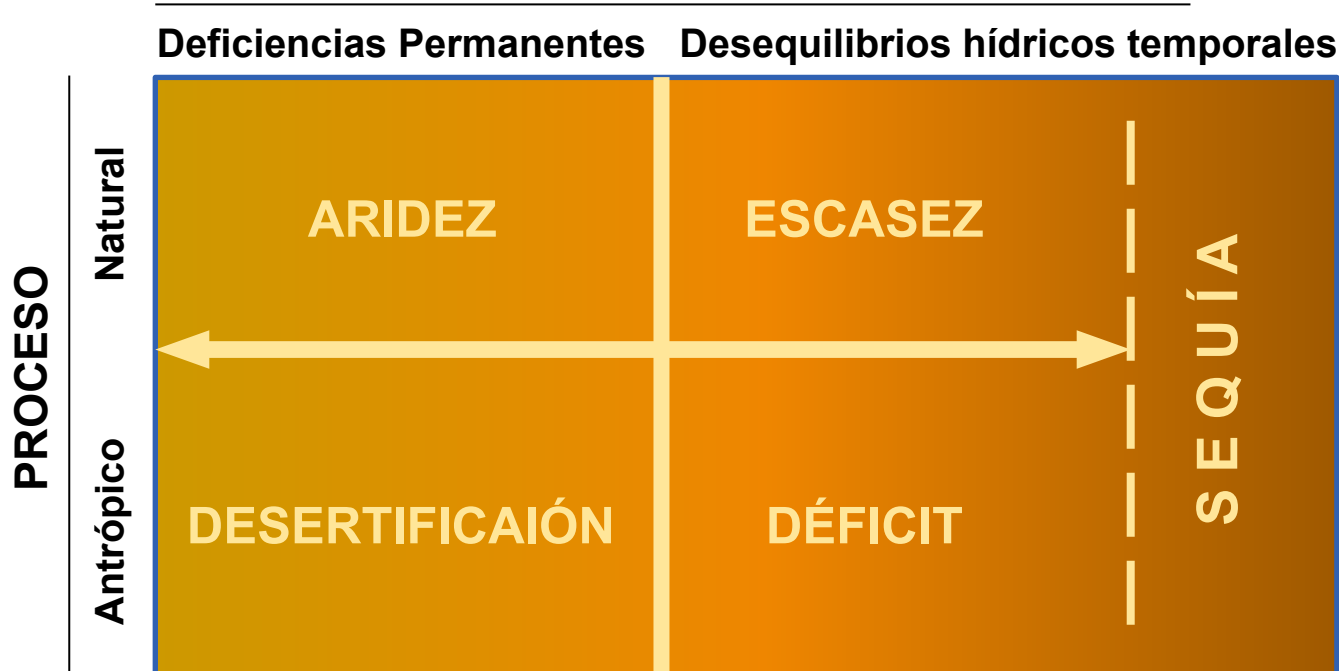 Deficiencias Permanentes Desequilibrios hídricos temporales
PROCESO
Natural
ARIDEZ
ESCASEZ
SEQUÍA
Antrópico
DESERTIFICAIÓN
DÉFICIT